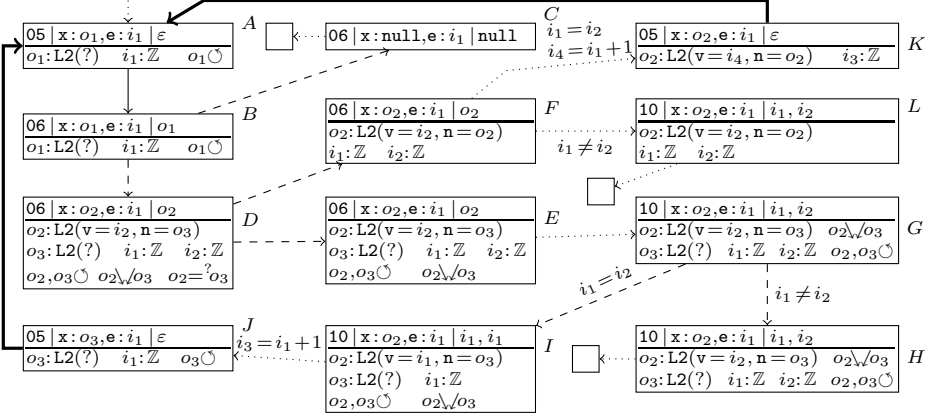 05 | x:o₁,e:i₁ | ε
o₁:L2(?) i₁:ℤ o₁↺
A
06 | x:null,e:i₁ | null
C
i₁=i₂
i₄=i₁+1
05 | x:o₂,e:i₁ | ε
o₂:L2(v=i₄,n=o₂) i₃:ℤ
K
06 | x:o₁,e:i₁ | o₁
o₁:L2(?) i₁:ℤ o₁↺
B
06 | x:o₂,e:i₁ | o₂
o₂:L2(v=i₂,n=o₂)
i₁:ℤ i₂:ℤ
F
i₁≠i₂
10 | x:o₂,e:i₁ | i₁,i₂
o₂:L2(v=i₂,n=o₂)
i₁:ℤ i₂:ℤ
L
06 | x:o₂,e:i₁ | o₂
o₂:L2(v=i₂,n=o₃)
o₃:L2(?) i₁:ℤ i₂:ℤ
o₂,o₃↺ o₂\↙/o₃ o₂=?o₃
D
06 | x:o₂,e:i₁ | o₂
o₂:L2(v=i₂,n=o₃)
o₃:L2(?) i₁:ℤ i₂:ℤ
o₂,o₃↺ o₂\↙/o₃
E
10 | x:o₂,e:i₁ | i₁,i₂
o₂:L2(v=i₂,n=o₃) o₂\↙/o₃
o₃:L2(?) i₁:ℤ i₂:ℤ o₂,o₃↺
G
i₁=i₂
i₁≠i₂
05 | x:o₃,e:i₁ | ε
o₃:L2(?) i₁:ℤ o₃↺
J
i₃=i₁+1
10 | x:o₂,e:i₁ | i₁,i₁
o₂:L2(v=i₁,n=o₃)
o₃:L2(?) i₁:ℤ
o₂,o₃↺ o₂\↙/o₃
I
10 | x:o₂,e:i₁ | i₁,i₂
o₂:L2(v=i₂,n=o₃) o₂\↙/o₃
o₃:L2(?) i₁:ℤ i₂:ℤ o₂,o₃↺
H